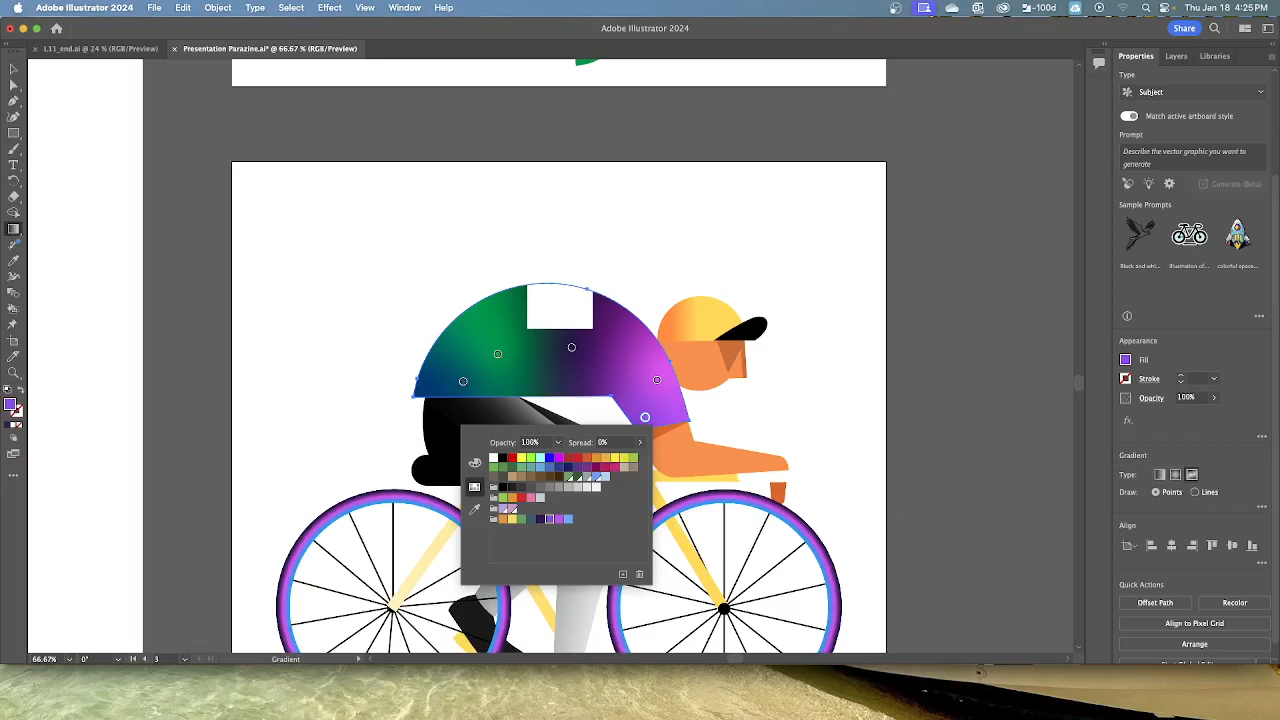 Adobe Illustrator 2024 File Edit Object Type Select Effect View Window Help -100d Thu Jan 18 4:25 PM
Adobe Illustrator 2024 Share
L11_end.ai @ 24 % (RGB/Preview) Presentation Parazine.ai* @ 66.67 % (RGB/Preview)
Properties Layers Libraries
Type
Subject
Match active artboard style
Prompt
Describe the vector graphic you want to
generate
Generate (Beta)
Sample Prompts
Black and whi... Illustration of... colorful space...
Appearance
Fill
Stroke
Opacity 100%
fx
Gradient
Type:
Draw: Points Lines
Align
Quick Actions
Offset Path Recolor
Align to Pixel Grid
Arrange
Opacity: 100% Spread: 0%
66.67% 0° 3 Gradient